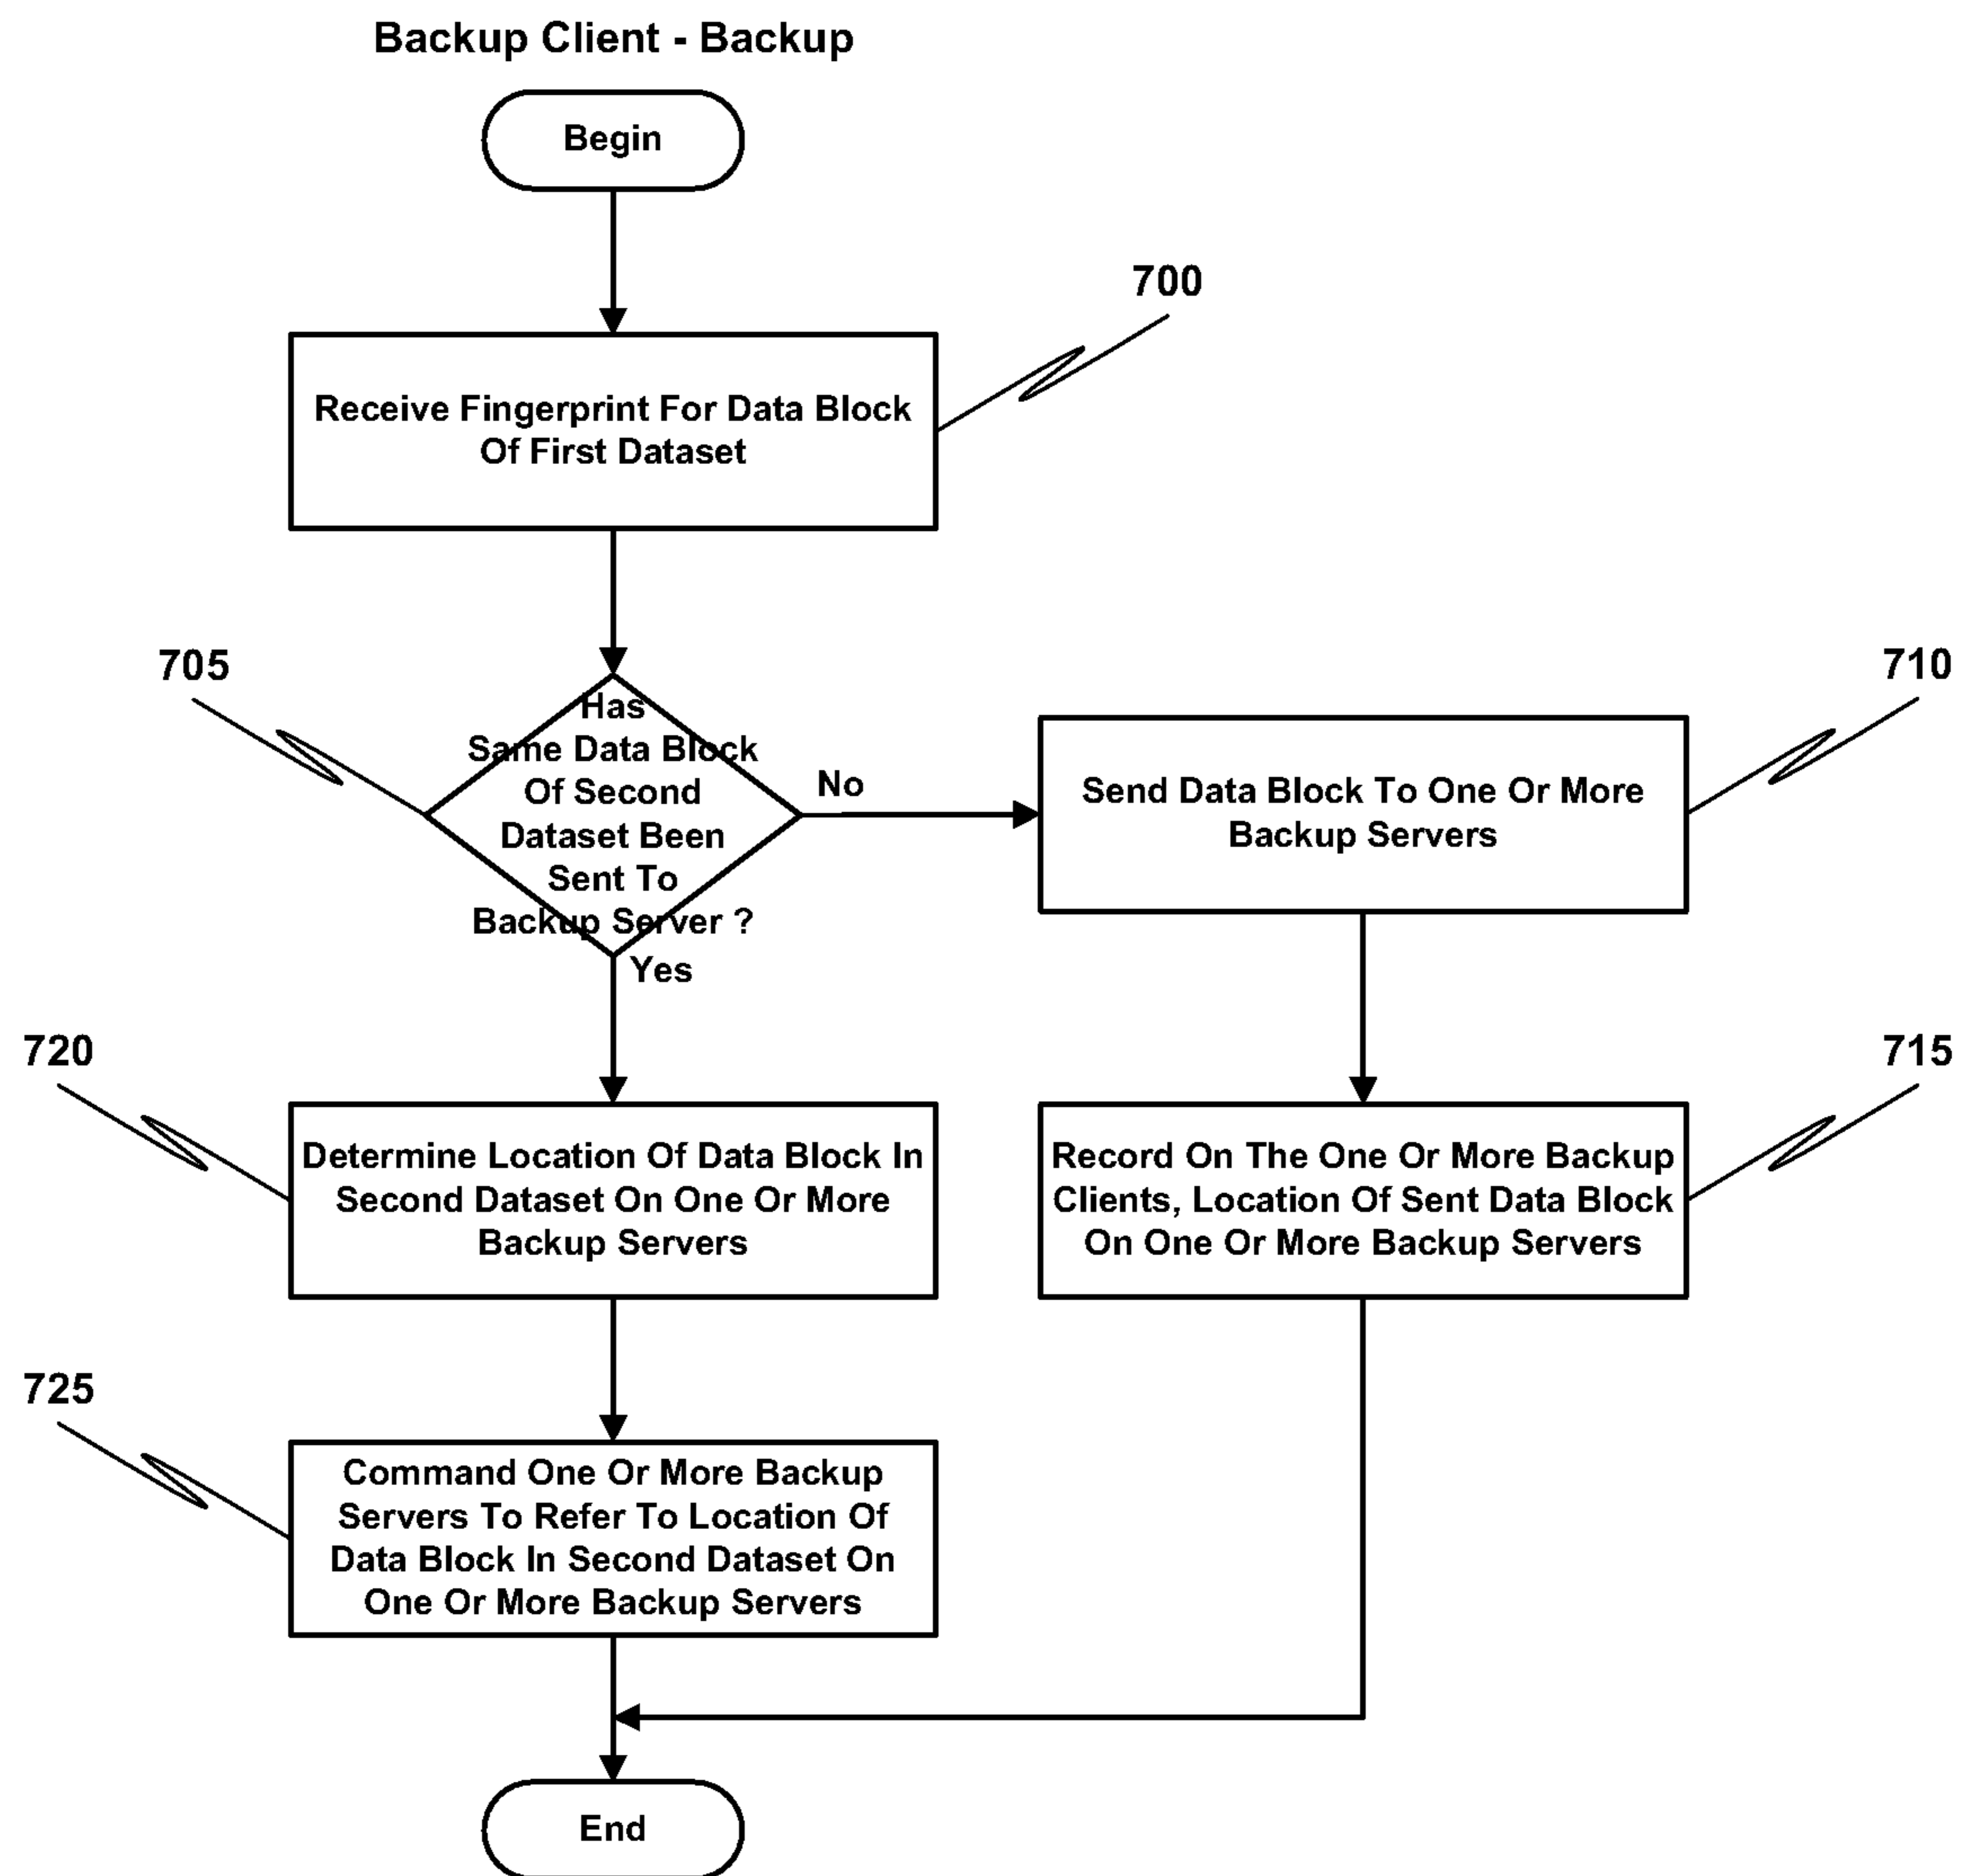 Backup Client - Backup
Begin
700
Receive Fingerprint For Data Block
Of First Dataset
705
Has
Same Data Block
Of Second
Dataset Been
Sent To
Backup Server ?
No
Yes
710
Send Data Block To One Or More
Backup Servers
720
Determine Location Of Data Block In
Second Dataset On One Or More
Backup Servers
715
Record On The One Or More Backup
Clients, Location Of Sent Data Block
On One Or More Backup Servers
725
Command One Or More Backup
Servers To Refer To Location Of
Data Block In Second Dataset On
One Or More Backup Servers
End